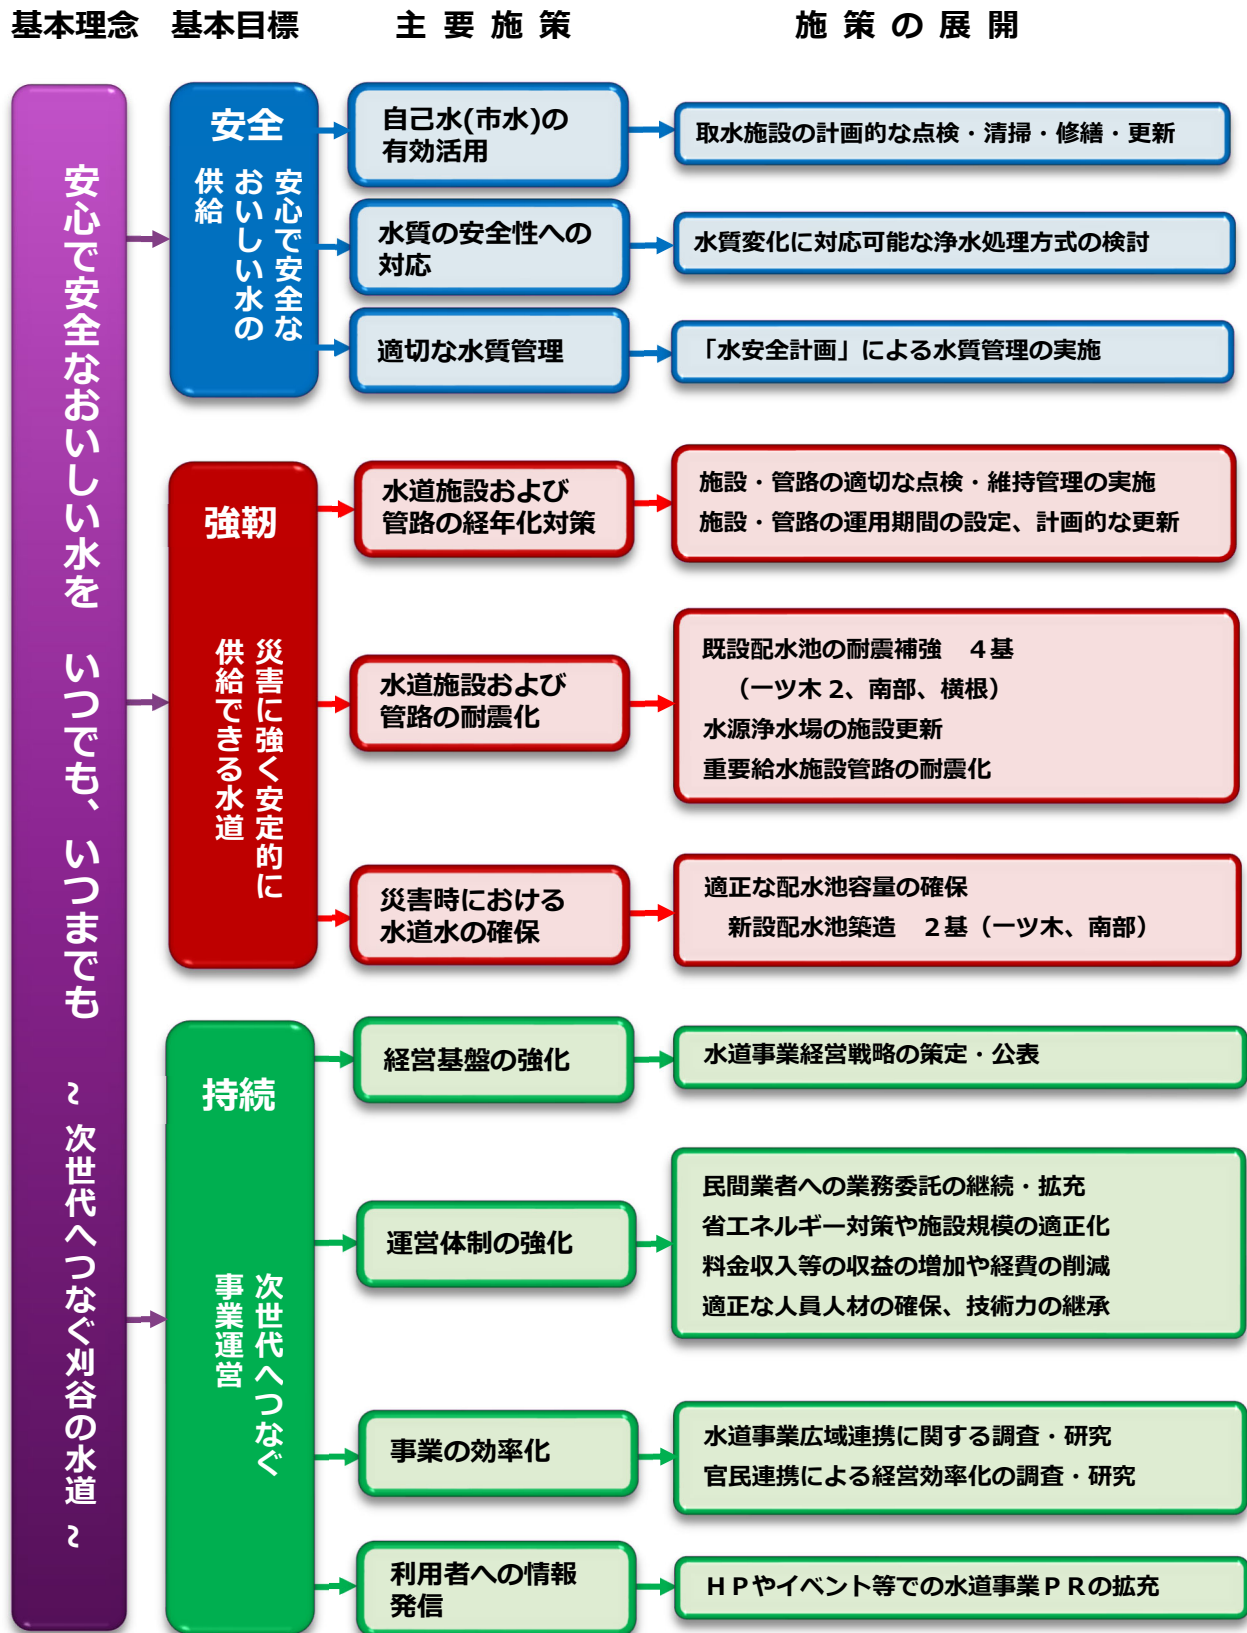 基本理念 基本目標 主要施策 施策の展開
安心で安全なおいしい水を いつでも、いつまでも ~ 次世代へつなぐ刈谷の水道 ~
安全
安心で安全な
おいしい水の
供給
自己水(市水)の
有効活用
取水施設の計画的な点検・清掃・修繕・更新
水質の安全性への
対応
水質変化に対応可能な浄水処理方式の検討
適切な水質管理
「水安全計画」による水質管理の実施
強靭
災害に強く安定的に
供給できる水道
水道施設および
管路の経年化対策
施設・管路の適切な点検・維持管理の実施
施設・管路の運用期間の設定、計画的な更新
水道施設および
管路の耐震化
既設配水池の耐震補強 4基
(一ツ木2、南部、横根)
水源浄水場の施設更新
重要給水施設管路の耐震化
災害時における
水道水の確保
適正な配水池容量の確保
新設配水池築造 2基(一ツ木、南部)
持続
次世代へつなぐ
事業運営
経営基盤の強化
水道事業経営戦略の策定・公表
運営体制の強化
民間業者への業務委託の継続・拡充
省エネルギー対策や施設規模の適正化
料金収入等の収益の増加や経費の削減
適正な人員人材の確保、技術力の継承
事業の効率化
水道事業広域連携に関する調査・研究
官民連携による経営効率化の調査・研究
利用者への情報
発信
HPやイベント等での水道事業PRの拡充